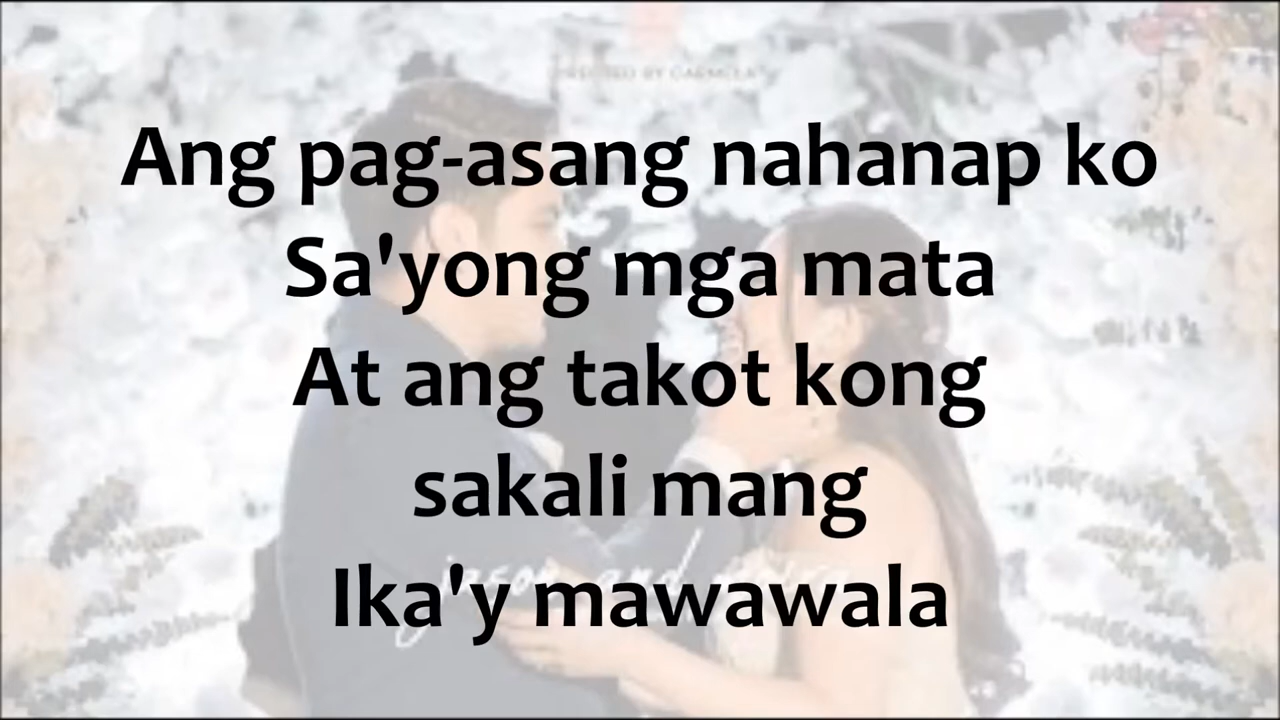 Ang pag-asang nahanap ko
Sa'yong mga mata
At ang takot kong
sakali mang
Ika'y mawawala